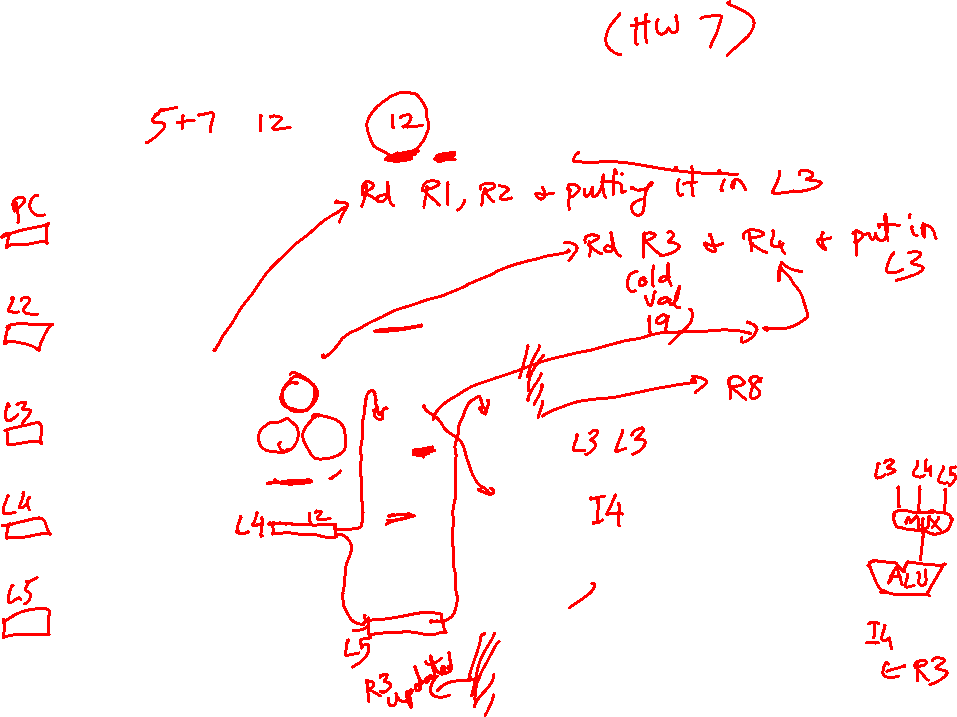 (HW 7)
5+7 12 12
Rd R1, R2 & putting it in L3
PC
Rd R3 & R4 & put in
L3
(old
val
19)
L2
R8
L3
L3 L3
L3 L4 L5
L4
L4 12
I4
MUX
ALU
L5
L5
I4
R3 updated
← R3